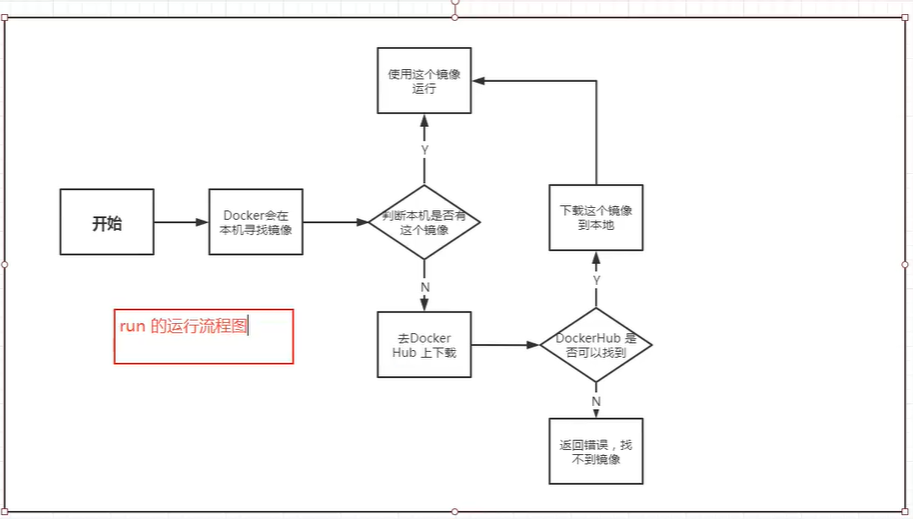 使用这个镜像
运行
Y
开始
Docker会在
本机寻找镜像
判断本机是否有
这个镜像
下载这个镜像
到本地
N
Y
run 的运行流程图
去Docker
Hub 上下载
DockerHub 是
否可以找到
N
返回错误，找
不到镜像